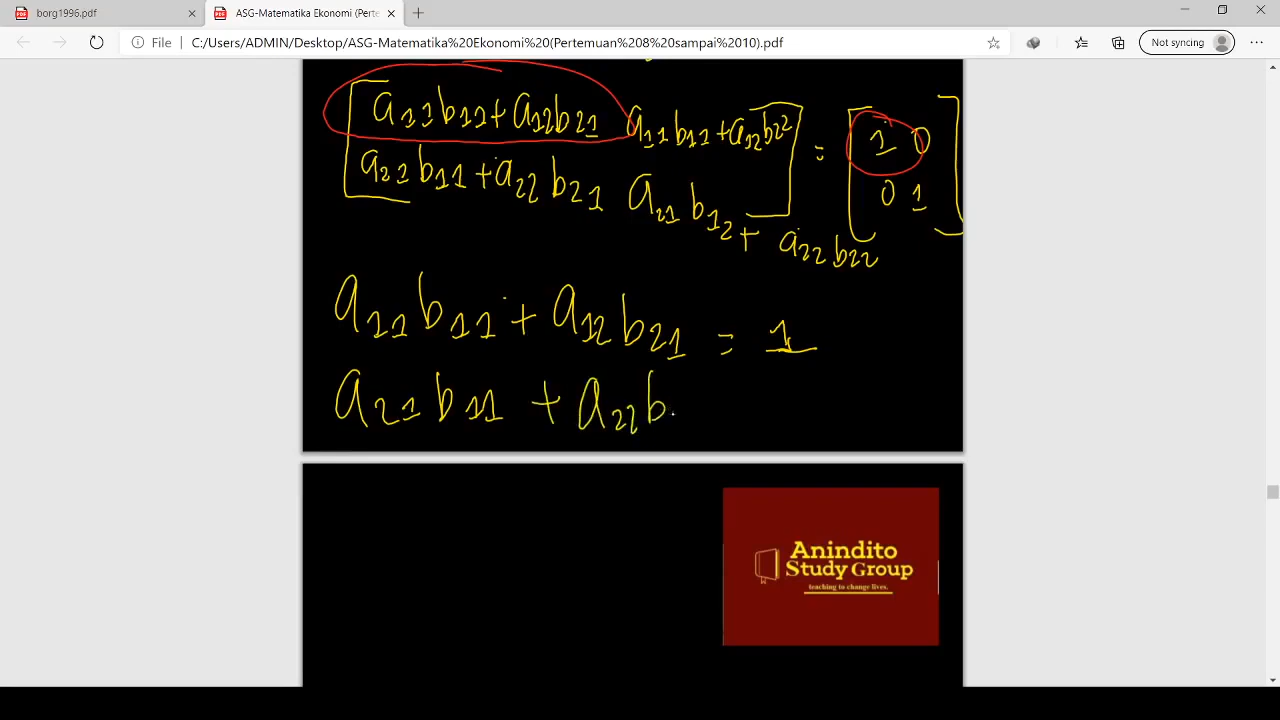 borg1996.pdf
ASG-Matematika Ekonomi (Perte
Not syncing
File
C:/Users/ADMIN/Desktop/ASG-Matematika%20Ekonomi%20(Pertemuan%208%20sampai%2010).pdf
a11b11+a12b21 a11b11+a12b22 = 1 0
a21b11+a22b21 a21b12+a22b22 0 1
a11b11+a12b21 = 1
a21b11+a22b
Anindito
Study Group
teaching to change lives.